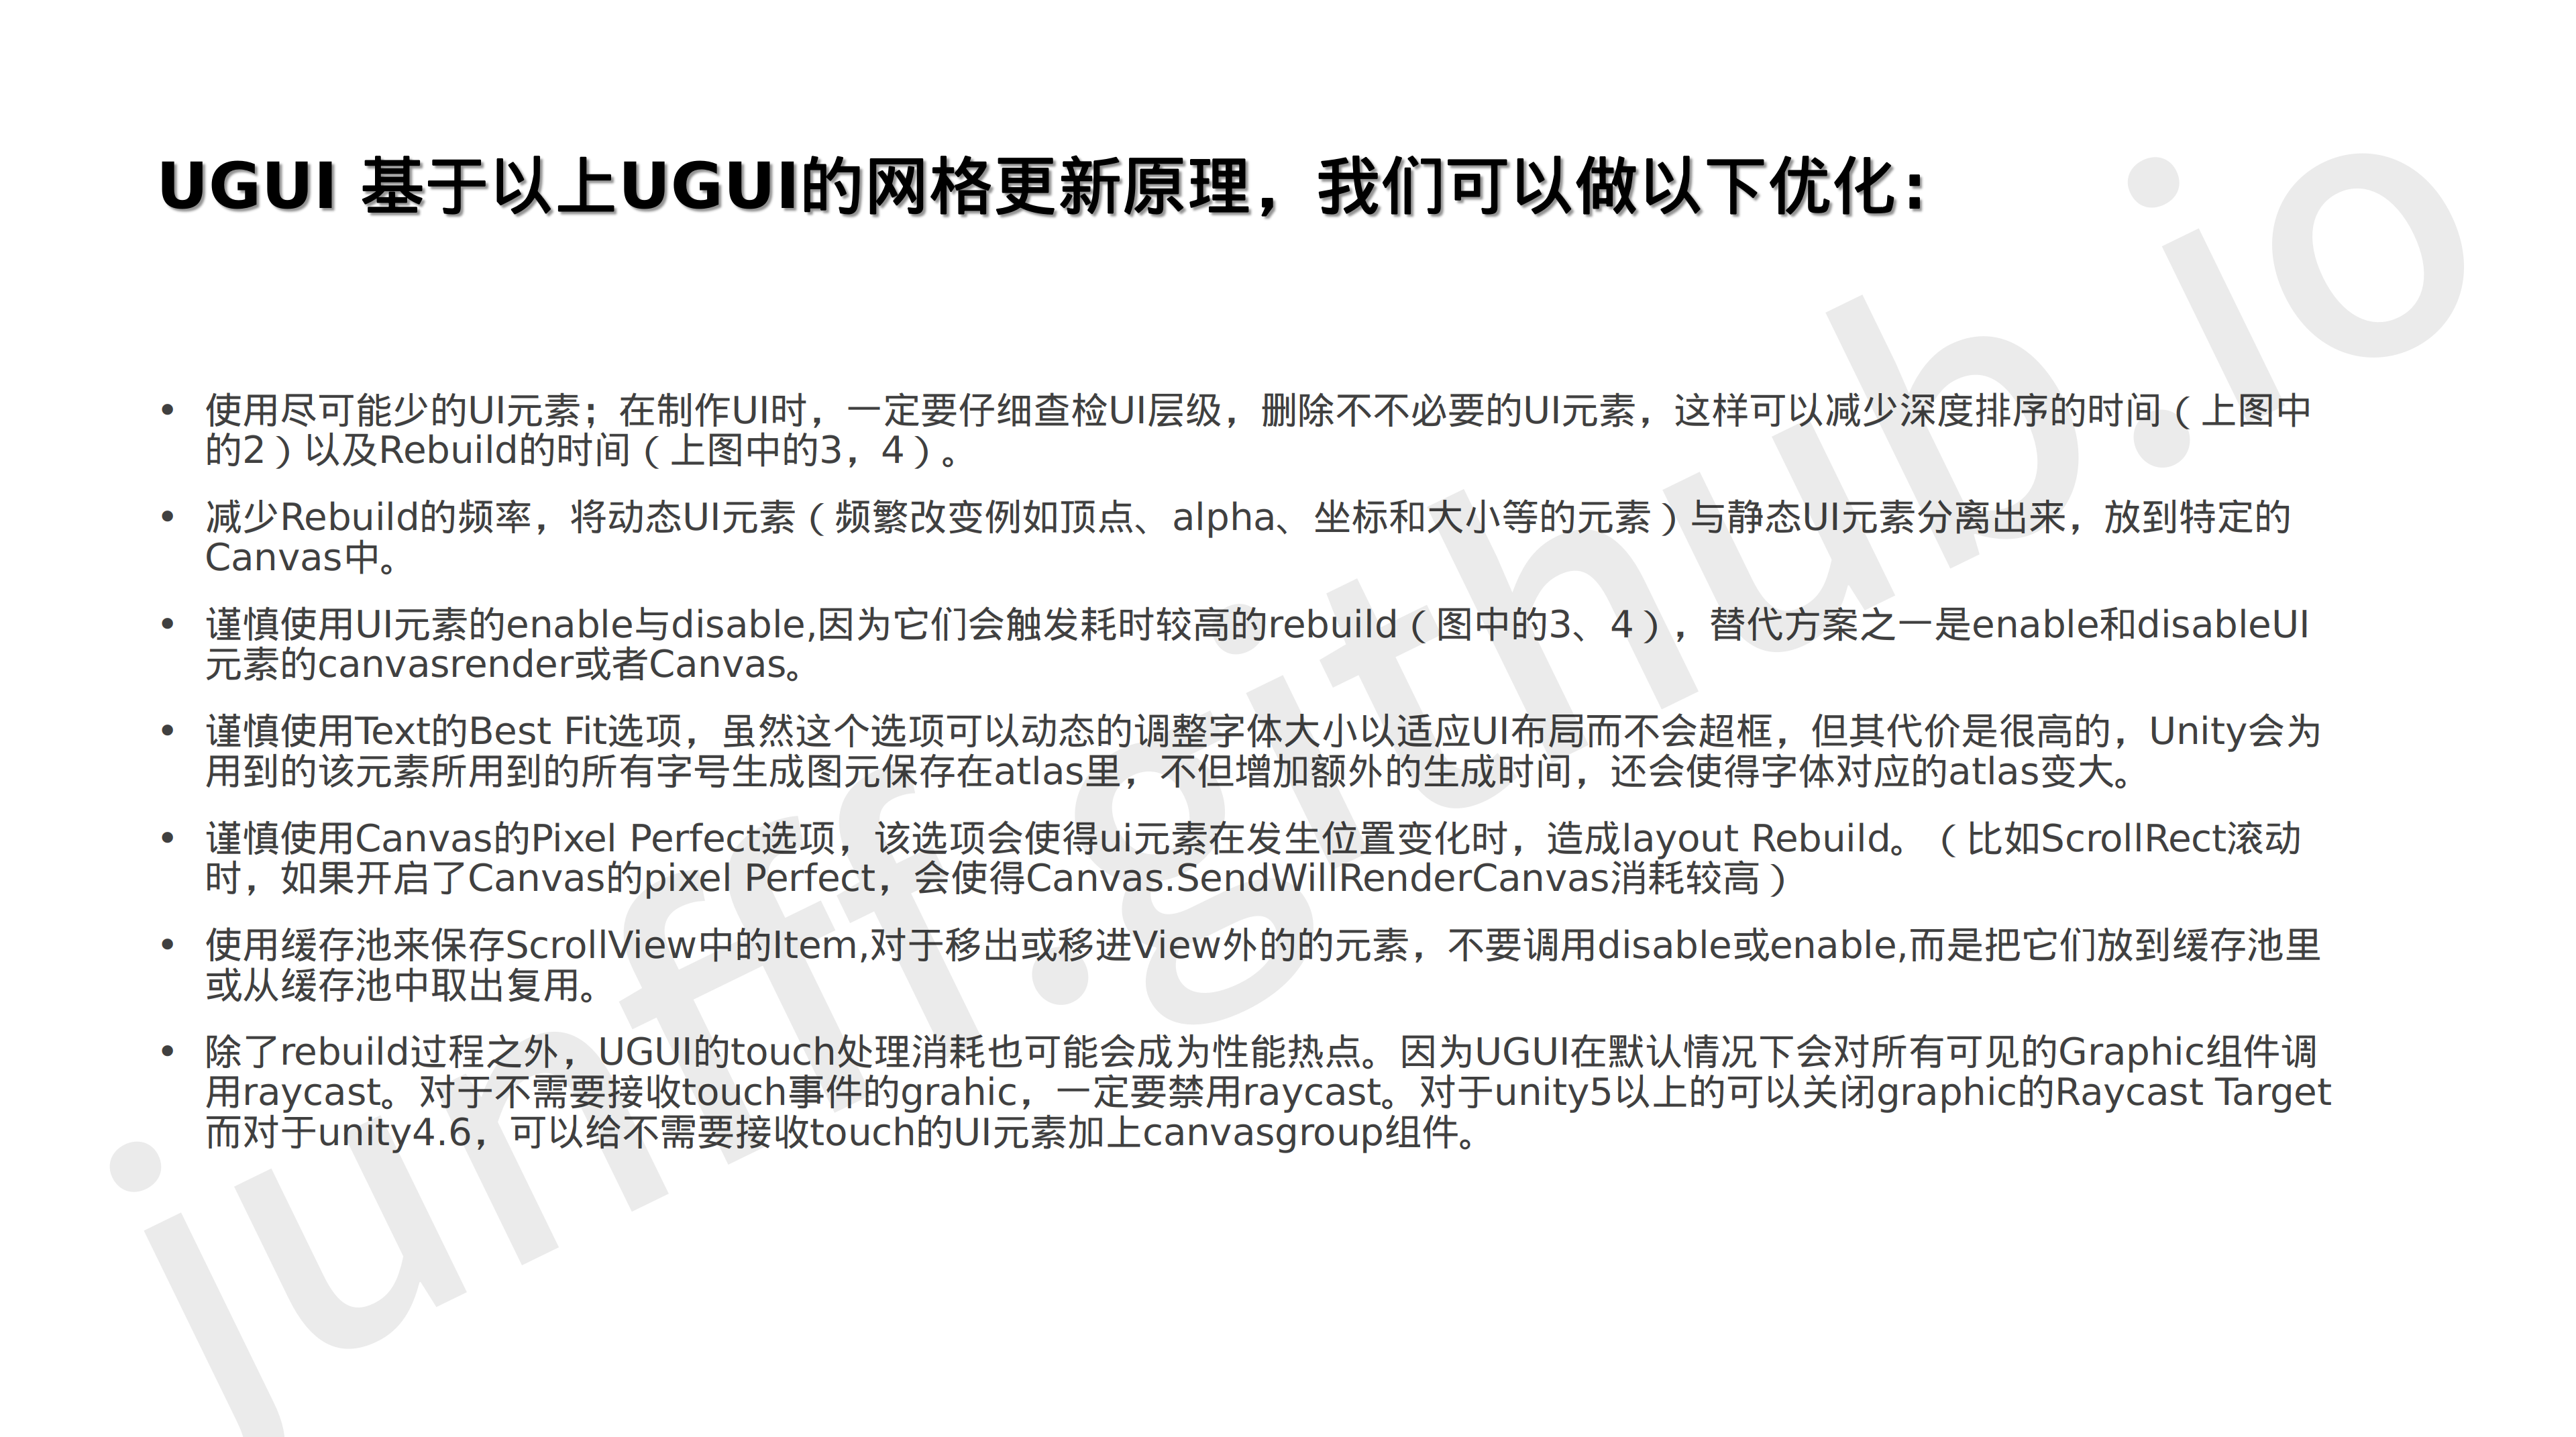 UGUI 基于以上UGUI的网格更新原理，我们可以做以下优化:
• 使用尽可能少的UI元素；在制作UI时，一定要仔细查检UI层级，删除不不必要的UI元素，这样可以减少深度排序的时间（上图中
的2）以及Rebuild的时间（上图中的3，4）。
• 减少Rebuild的频率，将动态UI元素（频繁改变例如顶点、alpha、坐标和大小等的元素）与静态UI元素分离出来，放到特定的
Canvas中。
• 谨慎使用UI元素的enable与disable,因为它们会触发耗时较高的rebuild（图中的3、4），替代方案之一是enable和disableUI
元素的canvasrender或者Canvas。
• 谨慎使用Text的Best Fit选项，虽然这个选项可以动态的调整字体大小以适应UI布局而不会超框，但其代价是很高的，Unity会为
用到的该元素所用到的所有字号生成图元保存在atlas里，不但增加额外的生成时间，还会使得字体对应的atlas变大。
• 谨慎使用Canvas的Pixel Perfect选项，该选项会使得ui元素在发生位置变化时，造成layout Rebuild。（比如ScrollRect滚动
时，如果开启了Canvas的pixel Perfect，会使得Canvas.SendWillRenderCanvas消耗较高）
• 使用缓存池来保存ScrollView中的Item,对于移出或移进View外的的元素，不要调用disable或enable,而是把它们放到缓存池里
或从缓存池中取出复用。
• 除了rebuild过程之外，UGUI的touch处理消耗也可能会成为性能热点。因为UGUI在默认情况下会对所有可见的Graphic组件调
用raycast。对于不需要接收touch事件的grahic，一定要禁用raycast。对于unity5以上的可以关闭graphic的Raycast Target
而对于unity4.6，可以给不需要接收touch的UI元素加上canvasgroup组件。
junfff.github.io